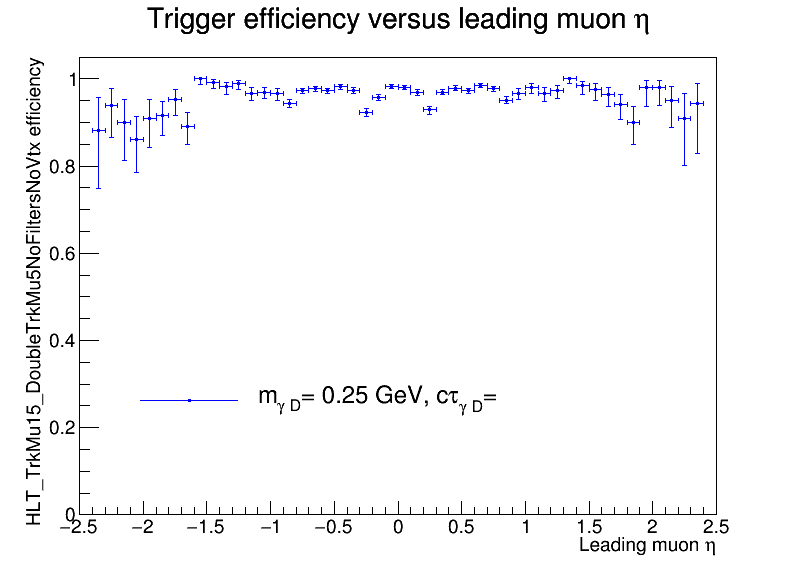 Trigger efficiency versus leading muon η
HLT_TrkMu15_DoubleTrkMu5NoFiltersNoVtx efficiency
1
0.8
0.6
0.4
0.2
0
m_γ D= 0.25 GeV, cτ_γ D=
−2.5 −2 −1.5 −1 −0.5 0 0.5 1 1.5 2 2.5
Leading muon η